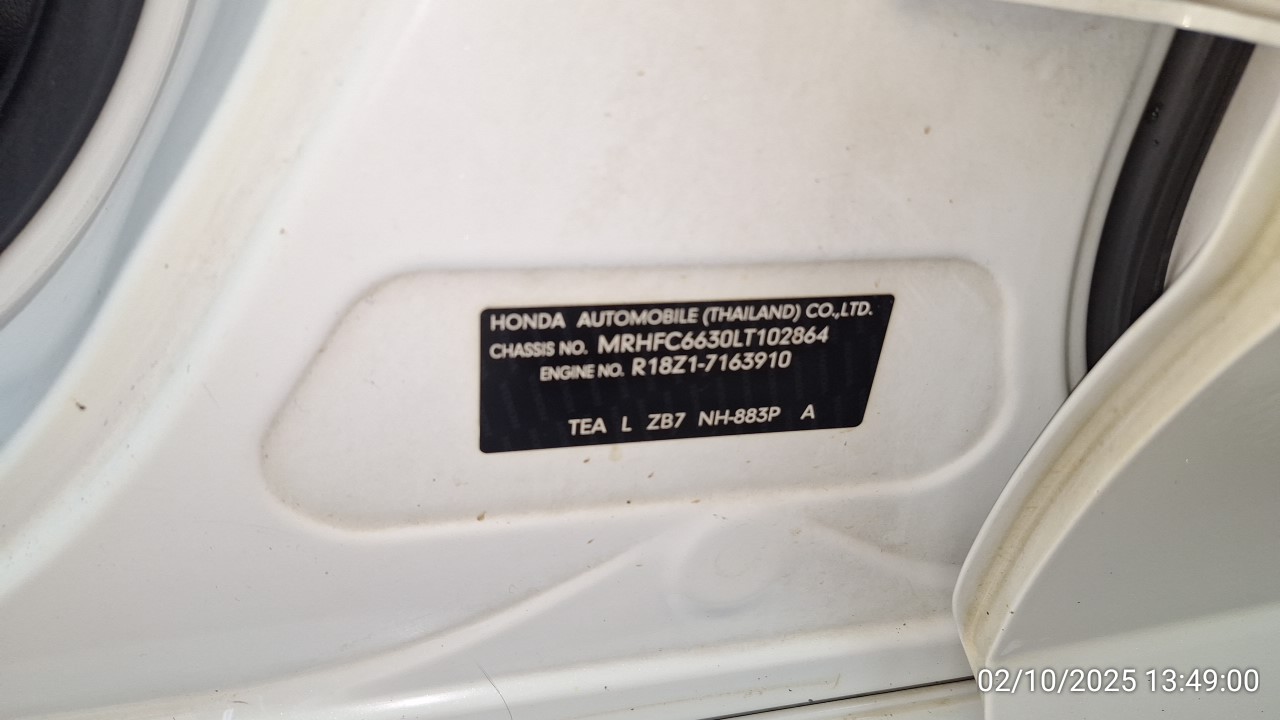 HONDA AUTOMOBILE (THAILAND) CO.,LTD.
CHASSIS NO. MRHFC6630LT102864
ENGINE NO. R18Z1-7163910
TEA L ZB7 NH-883P A
02/10/2025 13:49:00